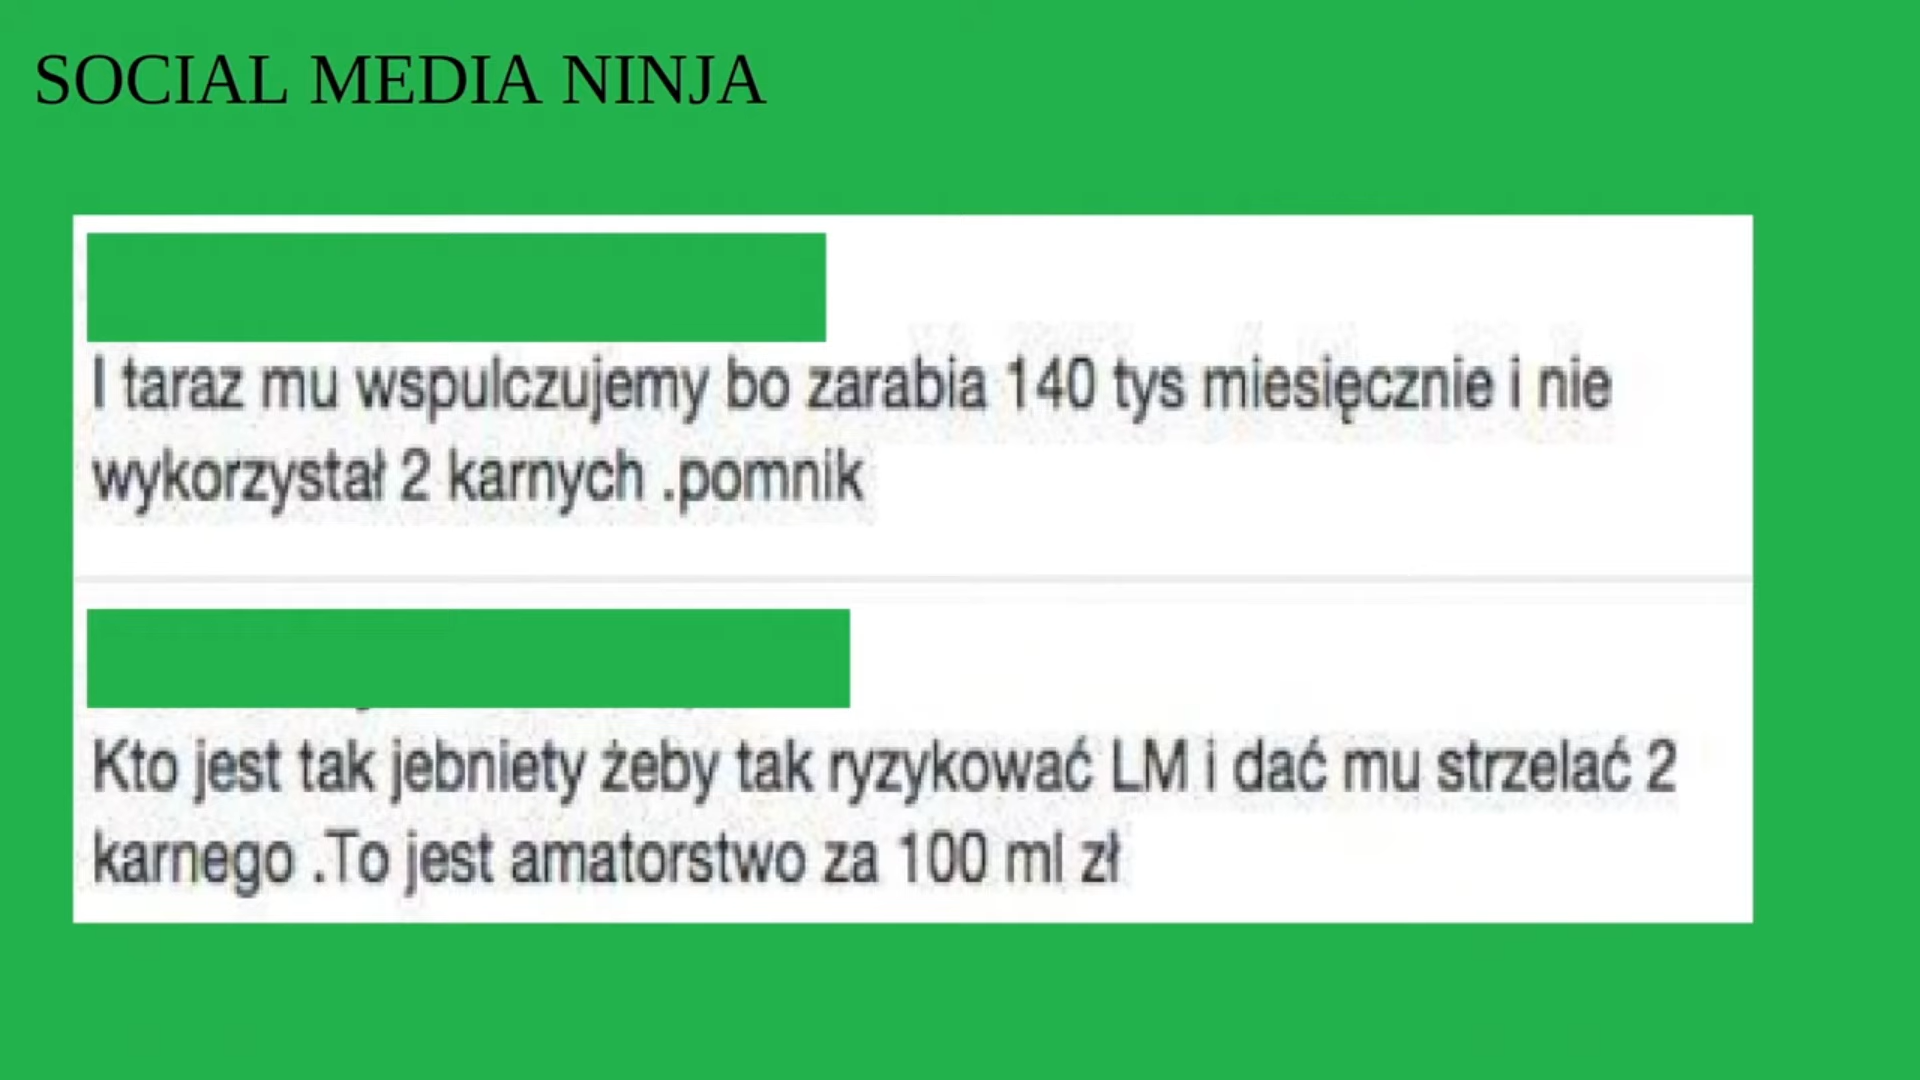 SOCIAL MEDIA NINJA
I taraz mu wspulczujemy bo zarabia 140 tys miesięcznie i nie
wykorzystał 2 karnych .pomnik
Kto jest tak jebniety żeby tak ryzykować LM i dać mu strzelać 2
karnego .To jest amatorstwo za 100 ml zł